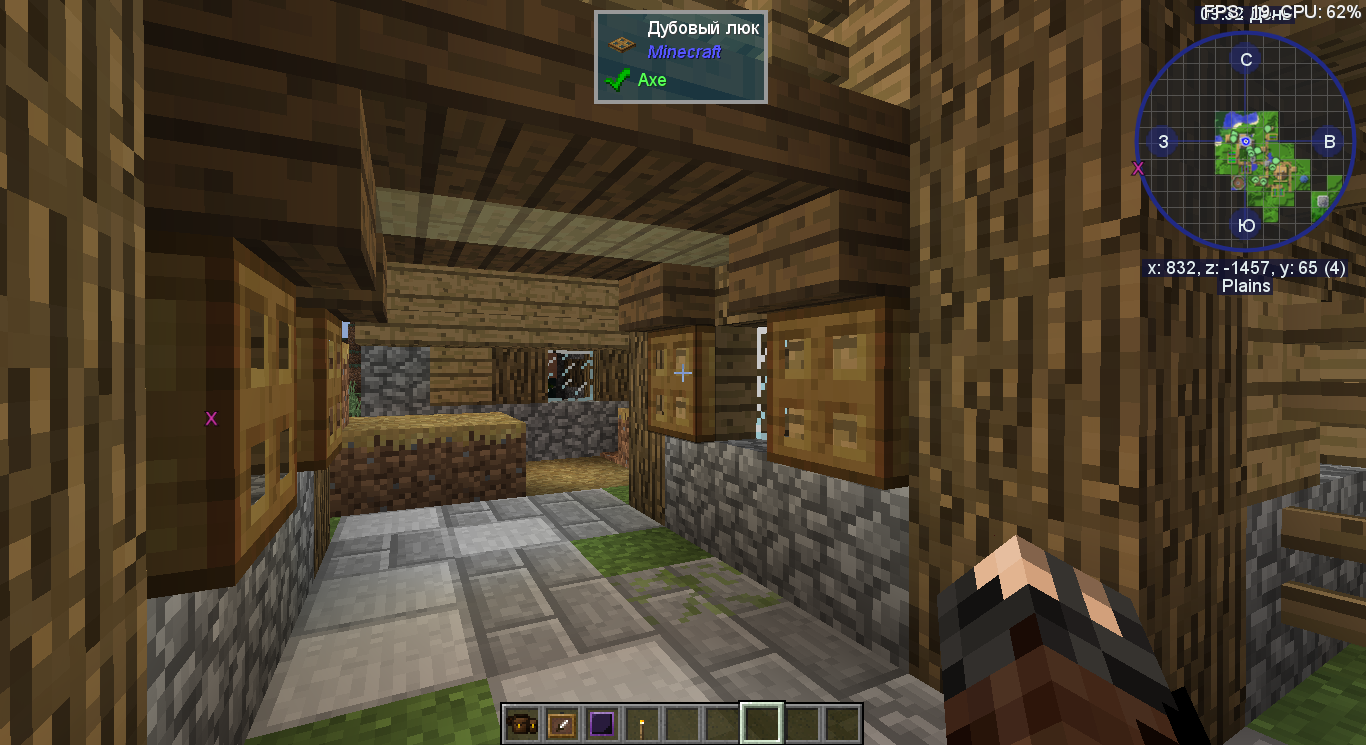 Дубовый люк
Minecraft
Axe
FPS: 19, CPU: 62%
С
З
В
Ю
X
X
x: 832, z: -1457, y: 65 (4)
Plains